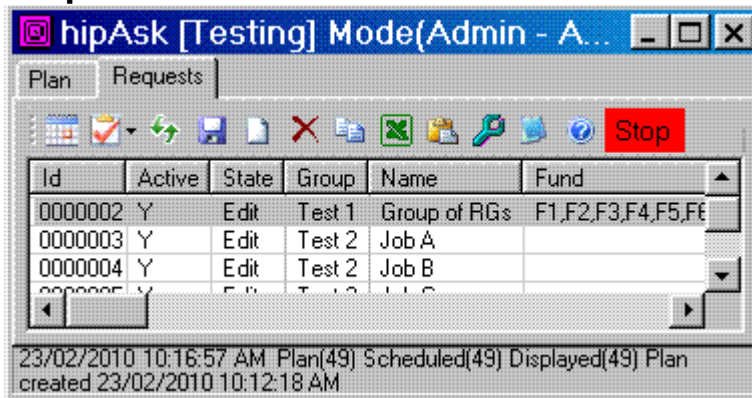 hipAsk [Testing] Mode(Admin - A...
Plan Requests
Stop
Id Active State Group Name Fund
0000002 Y Edit Test 1 Group of RGs F1,F2,F3,F4,F5,F6
0000003 Y Edit Test 2 Job A
0000004 Y Edit Test 2 Job B
23/02/2010 10:16:57 AM Plan(49) Scheduled(49) Displayed(49) Plan
created 23/02/2010 10:12:18 AM